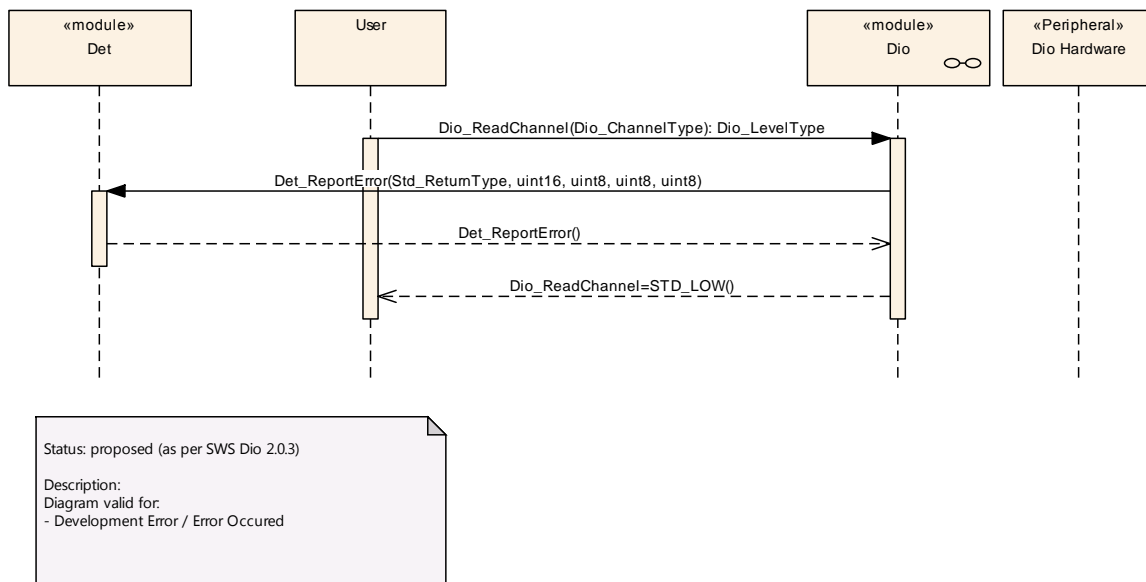 «module»
Det
User
«module»
Dio
«Peripheral»
Dio Hardware
Dio_ReadChannel(Dio_ChannelType): Dio_LevelType
Det_ReportError(Std_ReturnType, uint16, uint8, uint8, uint8)
Det_ReportError()
Dio_ReadChannel=STD_LOW()
Status: proposed (as per SWS Dio 2.0.3)
Description:
Diagram valid for:
- Development Error / Error Occured